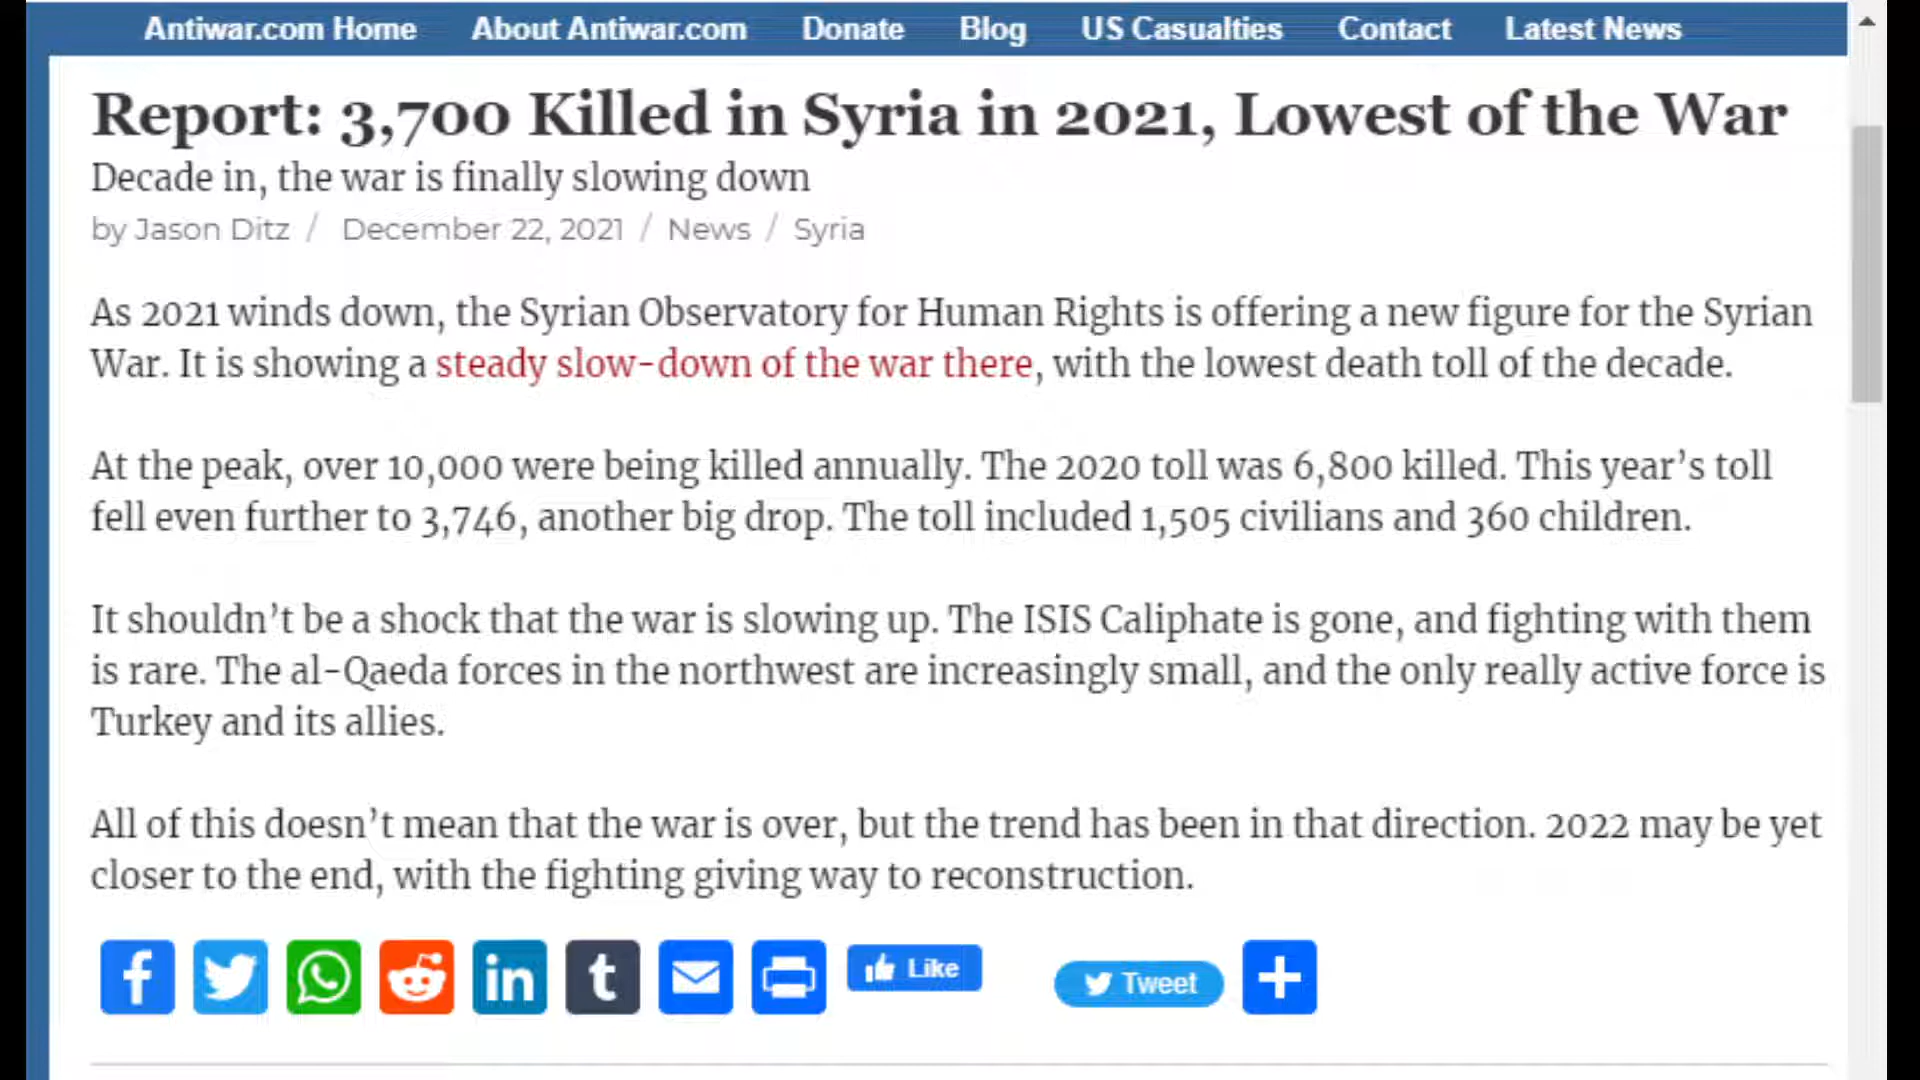 Antiwar.com Home About Antiwar.com Donate Blog US Casualties Contact Latest News
Report: 3,700 Killed in Syria in 2021, Lowest of the War
Decade in, the war is finally slowing down
by Jason Ditz / December 22, 2021 / News / Syria
As 2021 winds down, the Syrian Observatory for Human Rights is offering a new figure for the Syrian
War. It is showing a steady slow-down of the war there, with the lowest death toll of the decade.
At the peak, over 10,000 were being killed annually. The 2020 toll was 6,800 killed. This year’s toll
fell even further to 3,746, another big drop. The toll included 1,505 civilians and 360 children.
It shouldn’t be a shock that the war is slowing up. The ISIS Caliphate is gone, and fighting with them
is rare. The al-Qaeda forces in the northwest are increasingly small, and the only really active force is
Turkey and its allies.
All of this doesn’t mean that the war is over, but the trend has been in that direction. 2022 may be yet
closer to the end, with the fighting giving way to reconstruction.
Like Tweet